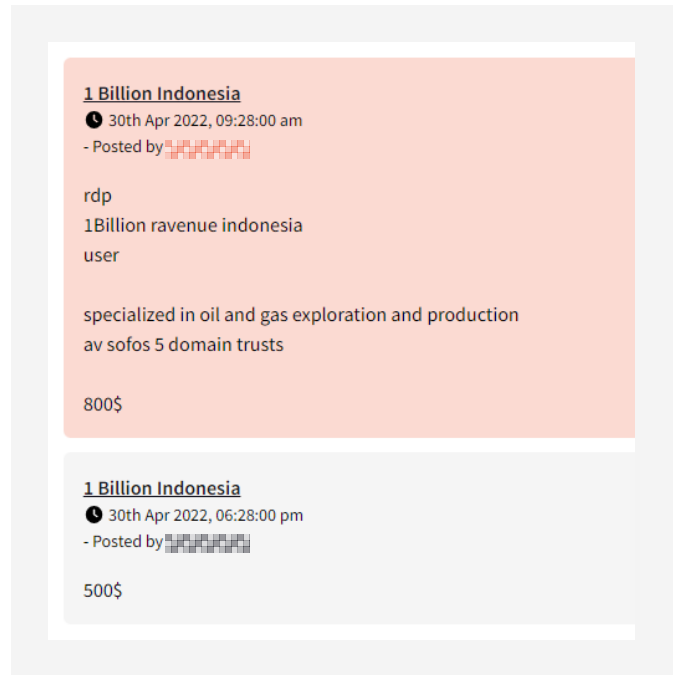 1 Billion Indonesia
30th Apr 2022, 09:28:00 am
- Posted by
rdp
1Billion ravenue indonesia
user
specialized in oil and gas exploration and production
av sofos 5 domain trusts
800$
1 Billion Indonesia
30th Apr 2022, 06:28:00 pm
- Posted by
500$